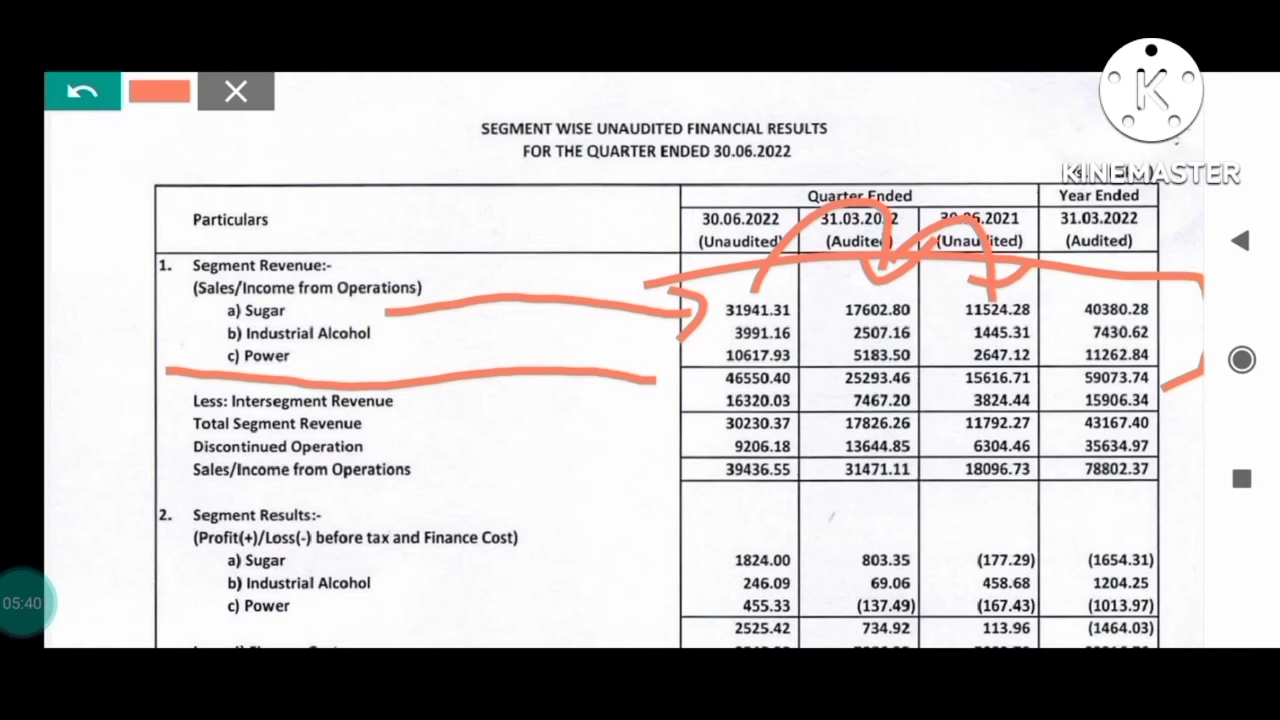 K
KINEMASTER
SEGMENT WISE UNAUDITED FINANCIAL RESULTS
FOR THE QUARTER ENDED 30.06.2022
Particulars Quarter Ended Year Ended
30.06.2022 31.03.2022 30.06.2021 31.03.2022
(Unaudited) (Audited) (Unaudited) (Audited)
1. Segment Revenue:-
(Sales/Income from Operations)
a) Sugar 31941.31 17602.80 11524.28 40380.28
b) Industrial Alcohol 3991.16 2507.16 1445.31 7430.62
c) Power 10617.93 5183.50 2647.12 11262.84
46550.40 25293.46 15616.71 59073.74
Less: Intersegment Revenue 16320.03 7467.20 3824.44 15906.34
Total Segment Revenue 30230.37 17826.26 11792.27 43167.40
Discontinued Operation 9206.18 13644.85 6304.46 35634.97
Sales/Income from Operations 39436.55 31471.11 18096.73 78802.37
2. Segment Results:-
(Profit(+)/Loss(-) before tax and Finance Cost)
a) Sugar 1824.00 803.35 (177.29) (1654.31)
b) Industrial Alcohol 246.09 69.06 458.68 1204.25
c) Power 455.33 (137.49) (167.43) (1013.97)
2525.42 734.92 113.96 (1464.03)
05:40